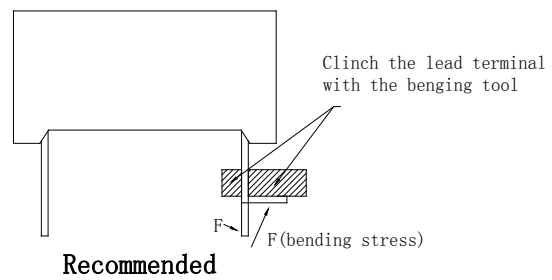 Clinch the lead terminal
with the benging tool
F
F(bending stress)
Recommended